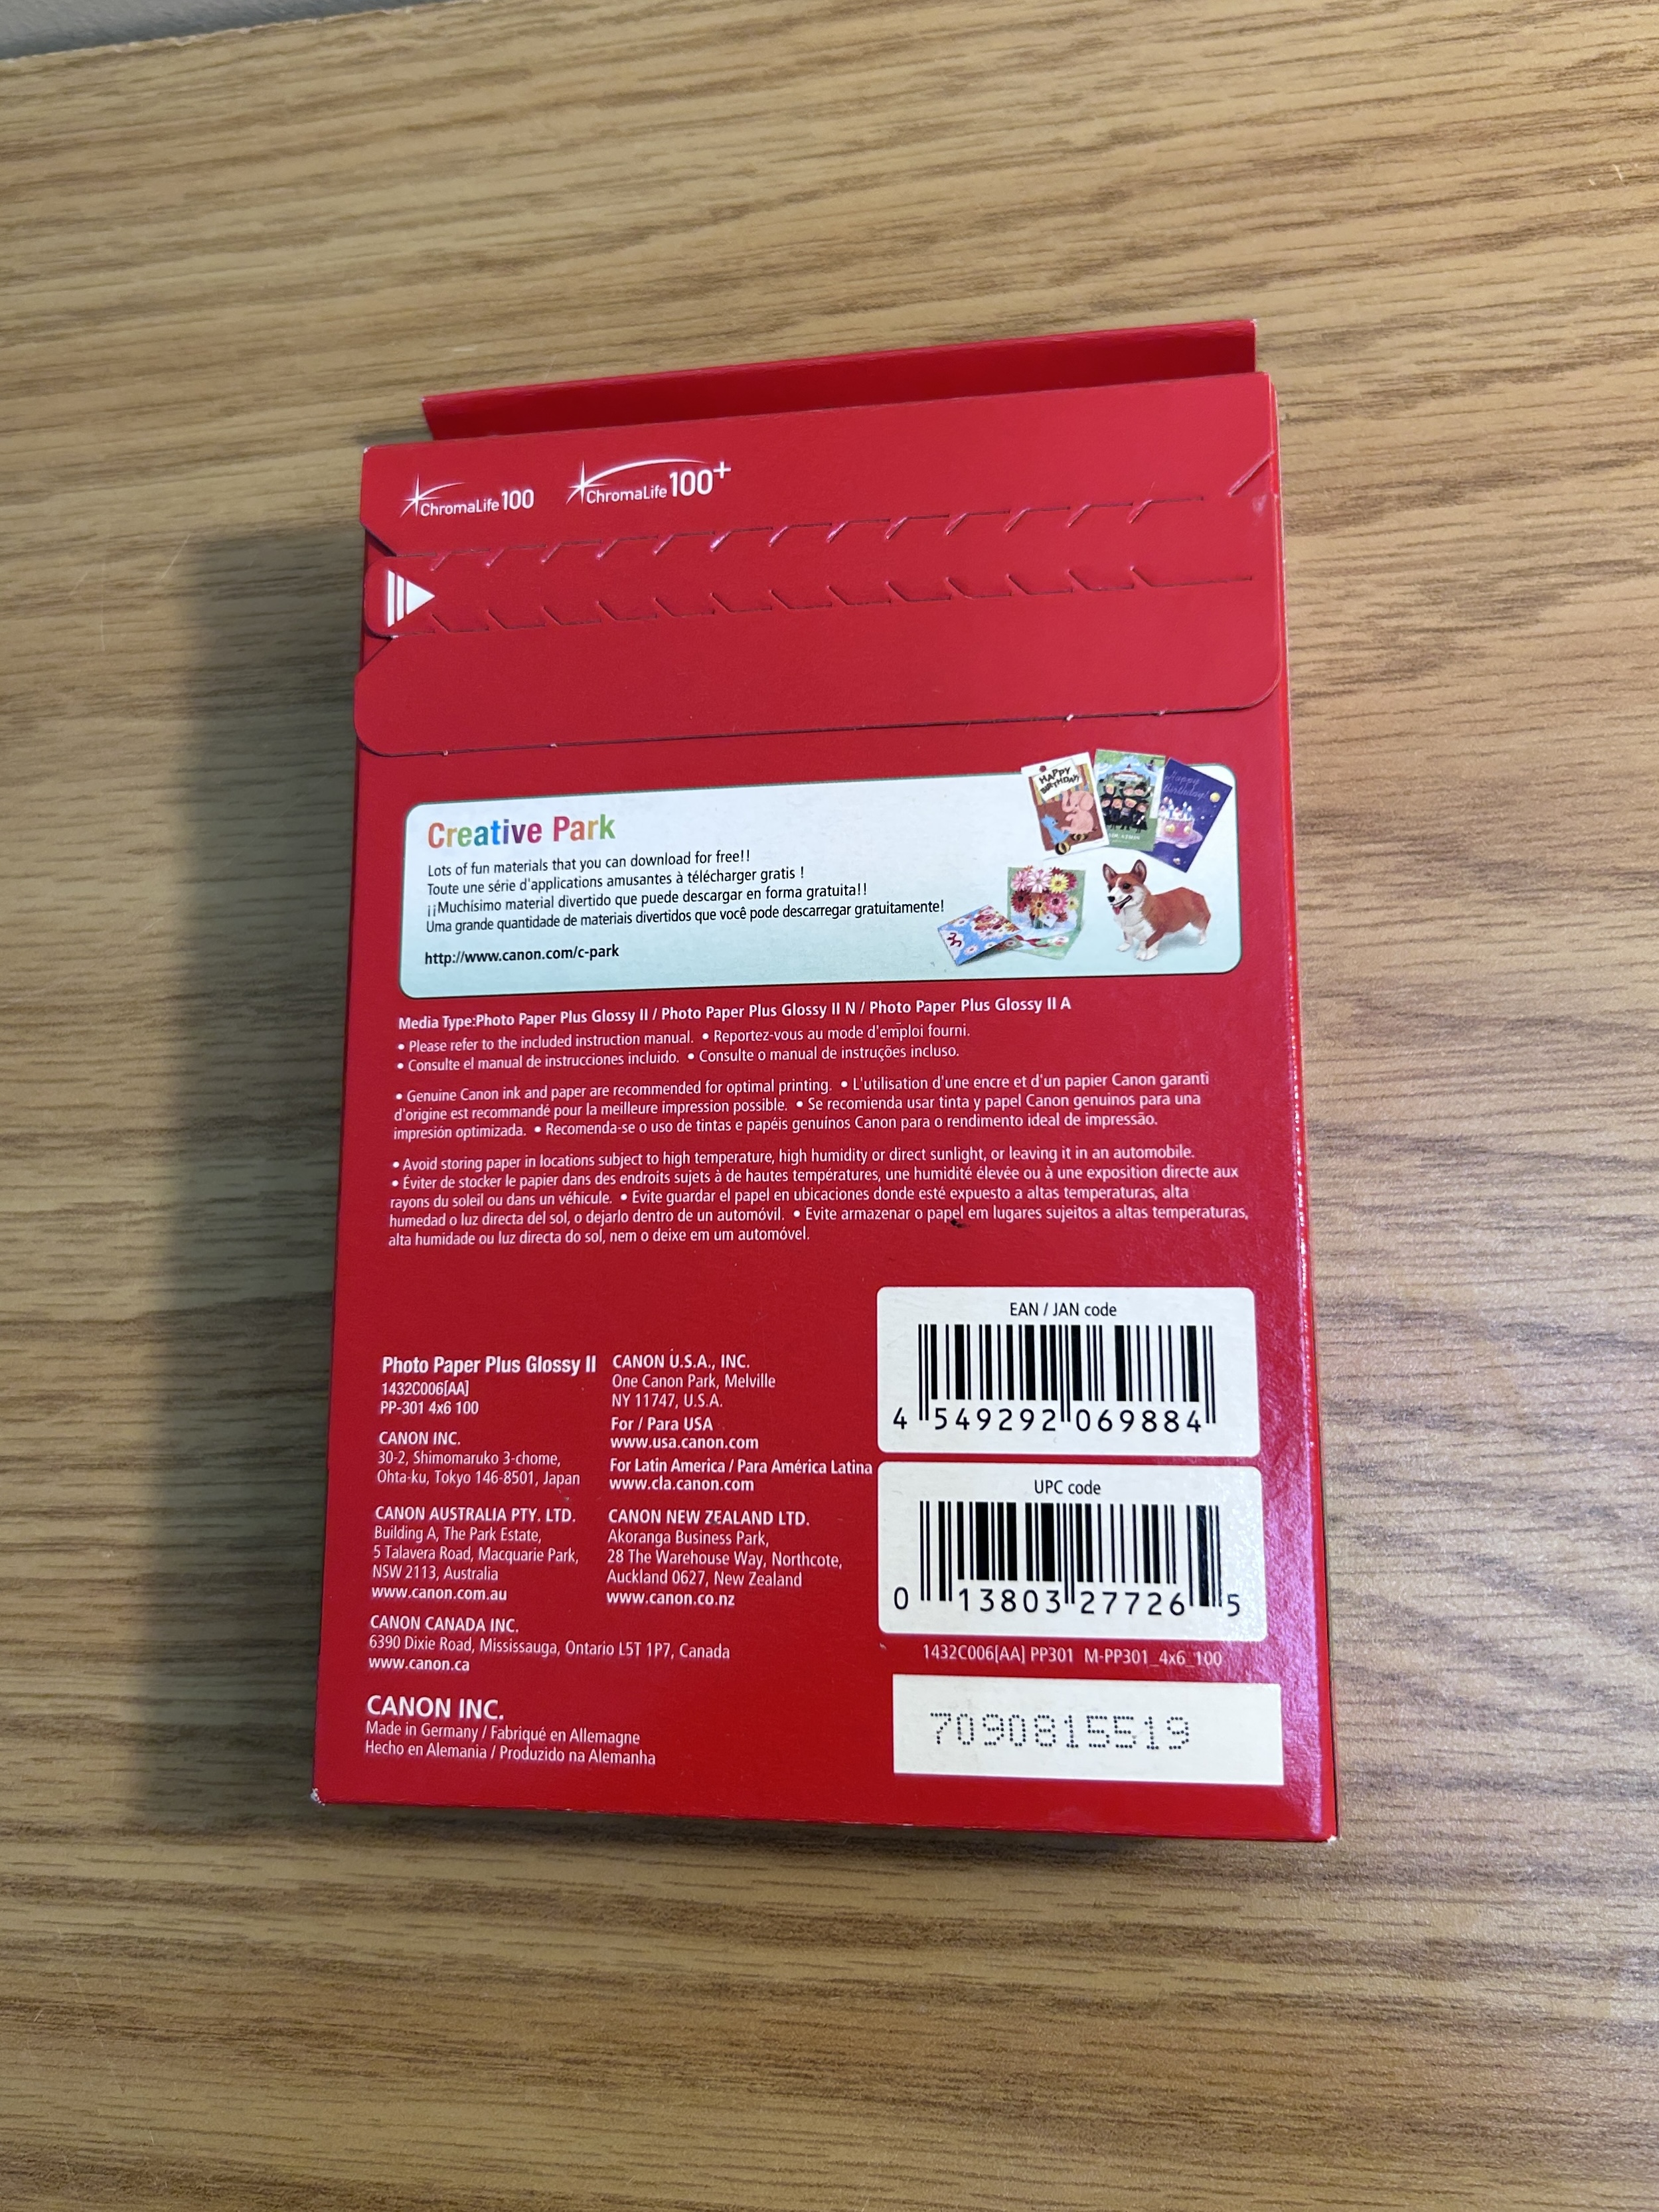 ChromaLife100 ChromaLife100+
HAPPY BIRTHDAY
Happy Birthday!
Creative Park
Lots of fun materials that you can download for free!!
Toute une série d'applications amusantes à télécharger gratis !
¡¡Muchísimo material divertido que puede descargar en forma gratuita!!
Uma grande quantidade de materiais divertidos que você pode descarregar gratuitamente!
http://www.canon.com/c-park
Media Type:Photo Paper Plus Glossy II / Photo Paper Plus Glossy II N / Photo Paper Plus Glossy II A
• Please refer to the included instruction manual. • Reportez-vous au mode d'emploi fourni.
• Consulte el manual de instrucciones incluido. • Consulte o manual de instruções incluso.
• Genuine Canon ink and paper are recommended for optimal printing. • L'utilisation d'une encre et d'un papier Canon garanti
d'origine est recommandé pour la meilleure impression possible. • Se recomienda usar tinta y papel Canon genuinos para una
impresión optimizada. • Recomenda-se o uso de tintas e papéis genuínos Canon para o rendimento ideal de impressão.
• Avoid storing paper in locations subject to high temperature, high humidity or direct sunlight, or leaving it in an automobile.
• Éviter de stocker le papier dans des endroits sujets à de hautes températures, une humidité élevée ou à une exposition directe aux
rayons du soleil ou dans un véhicule. • Evite guardar el papel en ubicaciones donde esté expuesto a altas temperaturas, alta
humedad o luz directa del sol, o dejarlo dentro de un automóvil. • Evite armazenar o papel em lugares sujeitos a altas temperaturas,
alta humidade ou luz directa do sol, nem o deixe em um automóvel.
Photo Paper Plus Glossy II
1432C006[AA]
PP-301 4x6 100
CANON INC.
30-2, Shimomaruko 3-chome,
Ohta-ku, Tokyo 146-8501, Japan
CANON U.S.A., INC.
One Canon Park, Melville
NY 11747, U.S.A.
For / Para USA
www.usa.canon.com
For Latin America / Para América Latina
www.cla.canon.com
CANON AUSTRALIA PTY. LTD.
Building A, The Park Estate,
5 Talavera Road, Macquarie Park,
NSW 2113, Australia
www.canon.com.au
CANON NEW ZEALAND LTD.
Akoranga Business Park,
28 The Warehouse Way, Northcote,
Auckland 0627, New Zealand
www.canon.co.nz
CANON CANADA INC.
6390 Dixie Road, Mississauga, Ontario L5T 1P7, Canada
www.canon.ca
CANON INC.
Made in Germany / Fabriqué en Allemagne
Hecho en Alemania / Produzido na Alemanha
EAN / JAN code
4 549292 069884
UPC code
0 13803 27726 5
1432C006[AA] PP301 M-PP301_4x6_100
7090815519